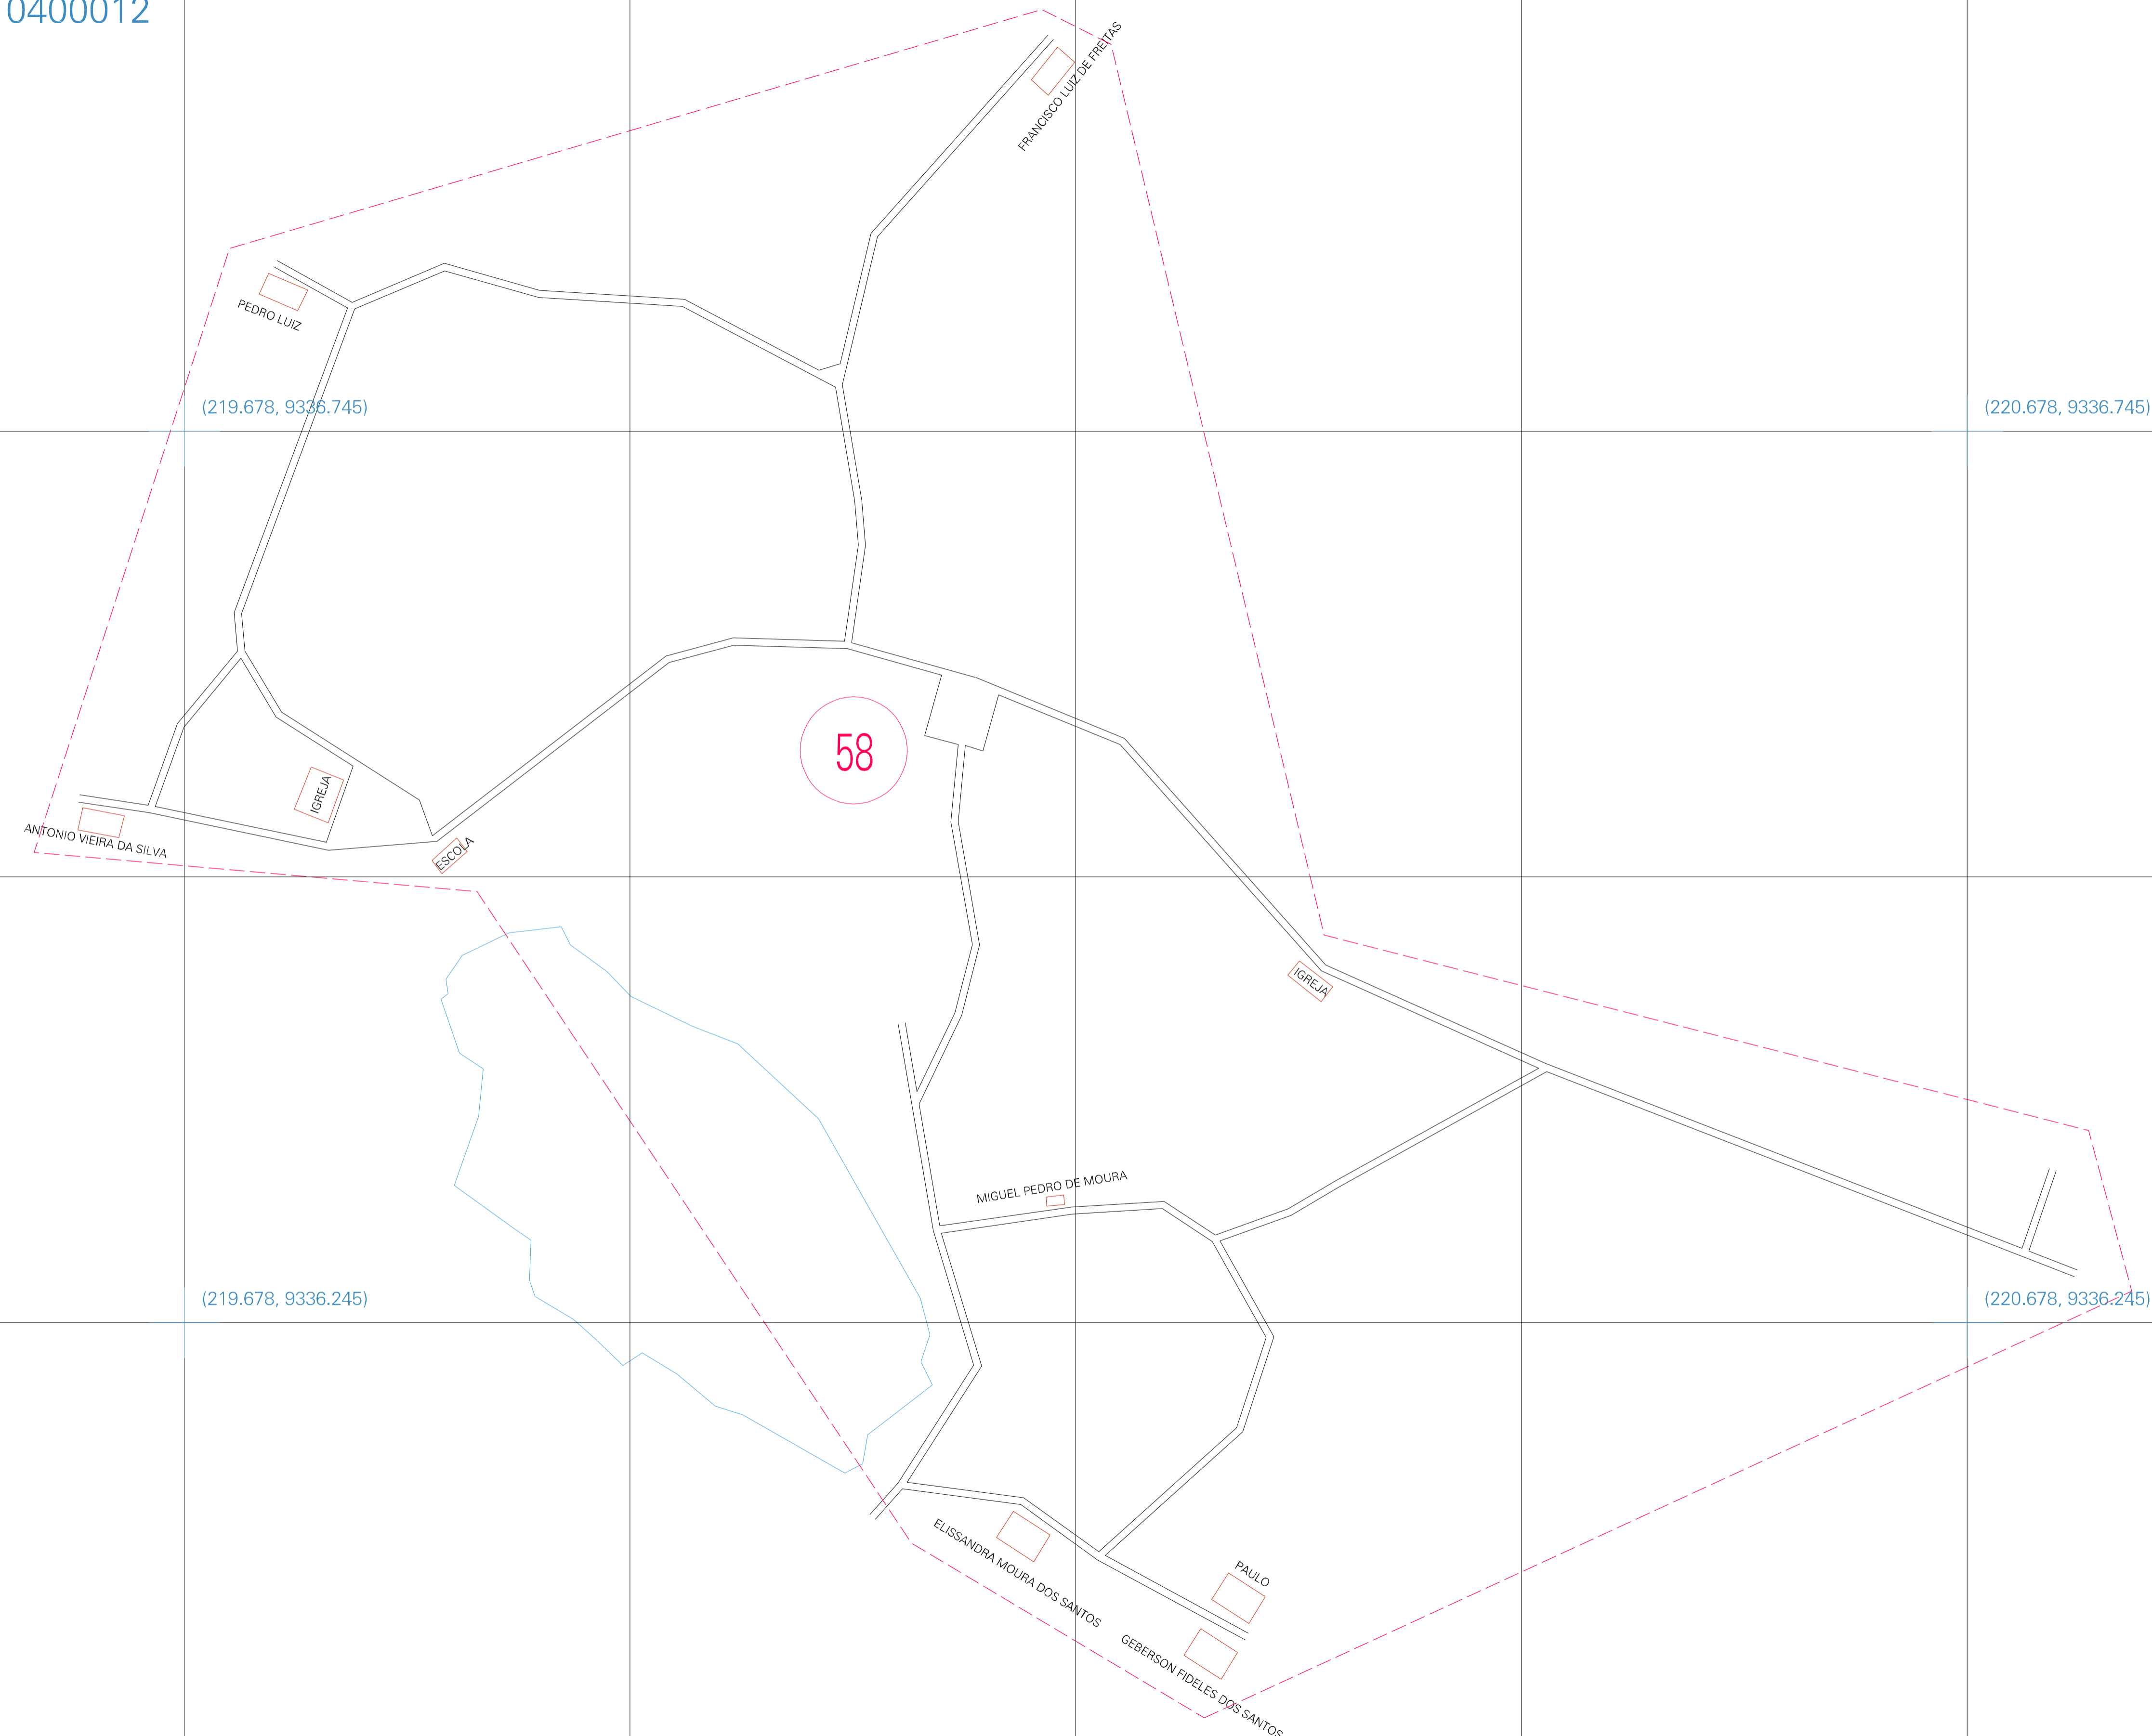 0400012
FRANCISCO LUIZ DE FREITAS
PEDRO LUIZ
(219.678, 9336.745)
(220.678, 9336.745)
58
IGREJA
ANTONIO VIEIRA DA SILVA
ESCOLA
IGREJA
MIGUEL PEDRO DE MOURA
(219.678, 9336.245)
(220.678, 9336.245)
ELISSANDRA MOURA DOS SANTOS
PAULO
GEBERSON FIDELES DOS SANTOS